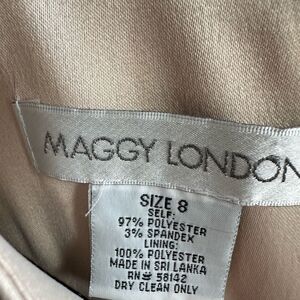 MAGGY LONDON
SIZE 8
SELF:
97% POLYESTER
3% SPANDEX
LINING:
100% POLYESTER
MADE IN SRI LANKA
RN# 58142
DRY CLEAN ONLY